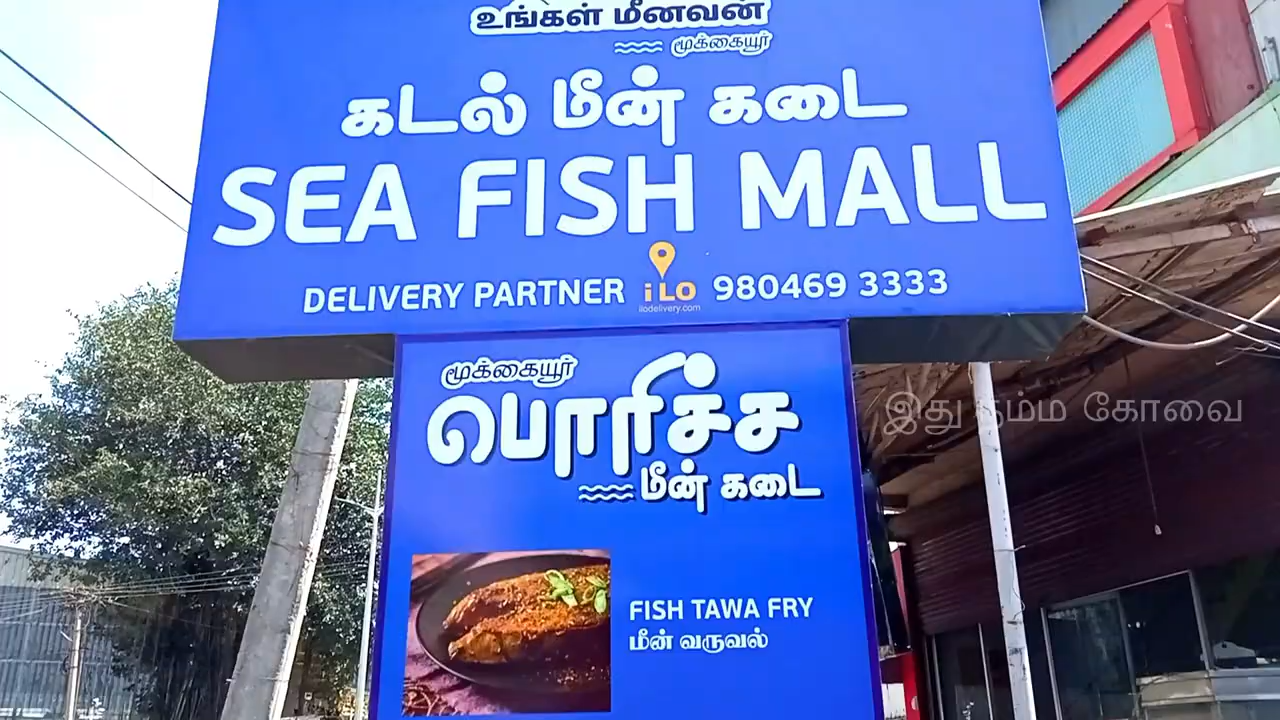 உங்கள் மீனவன்
மூக்கையூர்
கடல் மீன் கடை
SEA FISH MALL
DELIVERY PARTNER iLO 980469 3333
ilodelivery.com
மூக்கையூர்
பொரிச்ச
மீன் கடை
இது நம்ம கோவை
FISH TAWA FRY
மீன் வருவல்